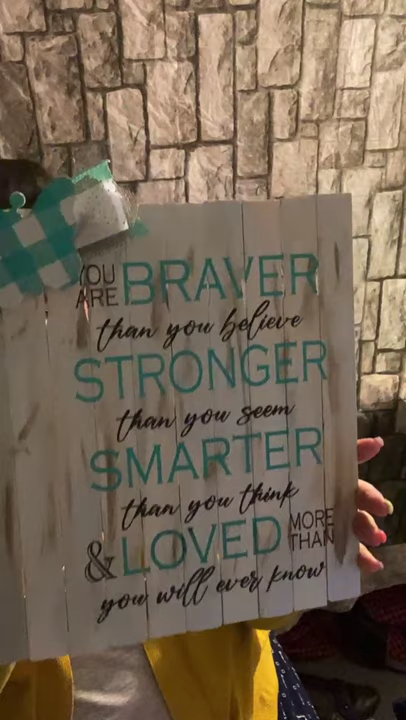 YOU ARE BRAVER
than you believe
STRONGER
than you seem
SMARTER
than you think
& LOVED MORE THAN
you will ever know